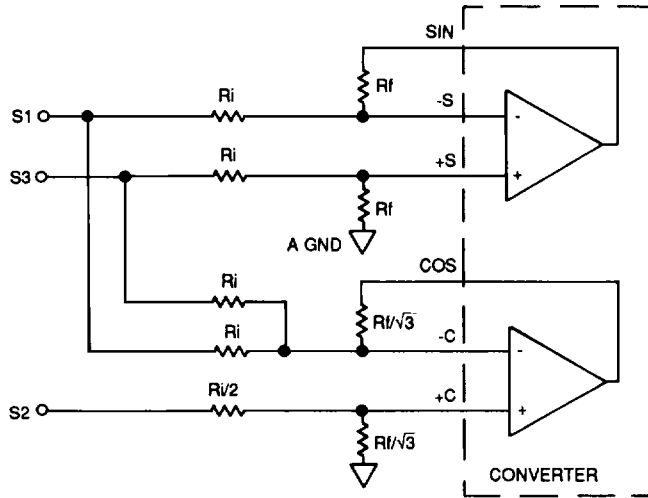 SIN
Rf
Ri
S1
-S
-
Ri
S3
+S
+
Rf
A GND
COS
Ri
Rf/√3
Ri
-C
-
Ri/2
S2
+C
+
Rf/√3
CONVERTER